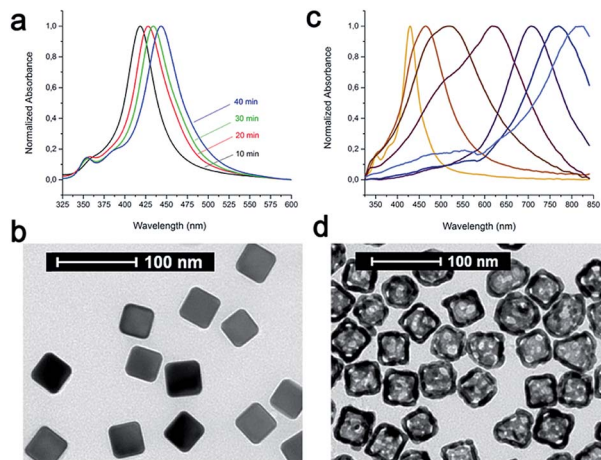 a
1,0
0,8
0,6
0,4
0,2
0,0
Normalized Absorbance
40 min
30 min
20 min
10 min
325 350 375 400 425 450 475 500 525 550 575 600
Wavelength (nm)
c
1,0
0,8
0,6
0,4
0,2
0,0
Normalized Absorbance
350 400 450 500 550 600 650 700 750 800 850
Wavelength (nm)
b
100 nm
d
100 nm